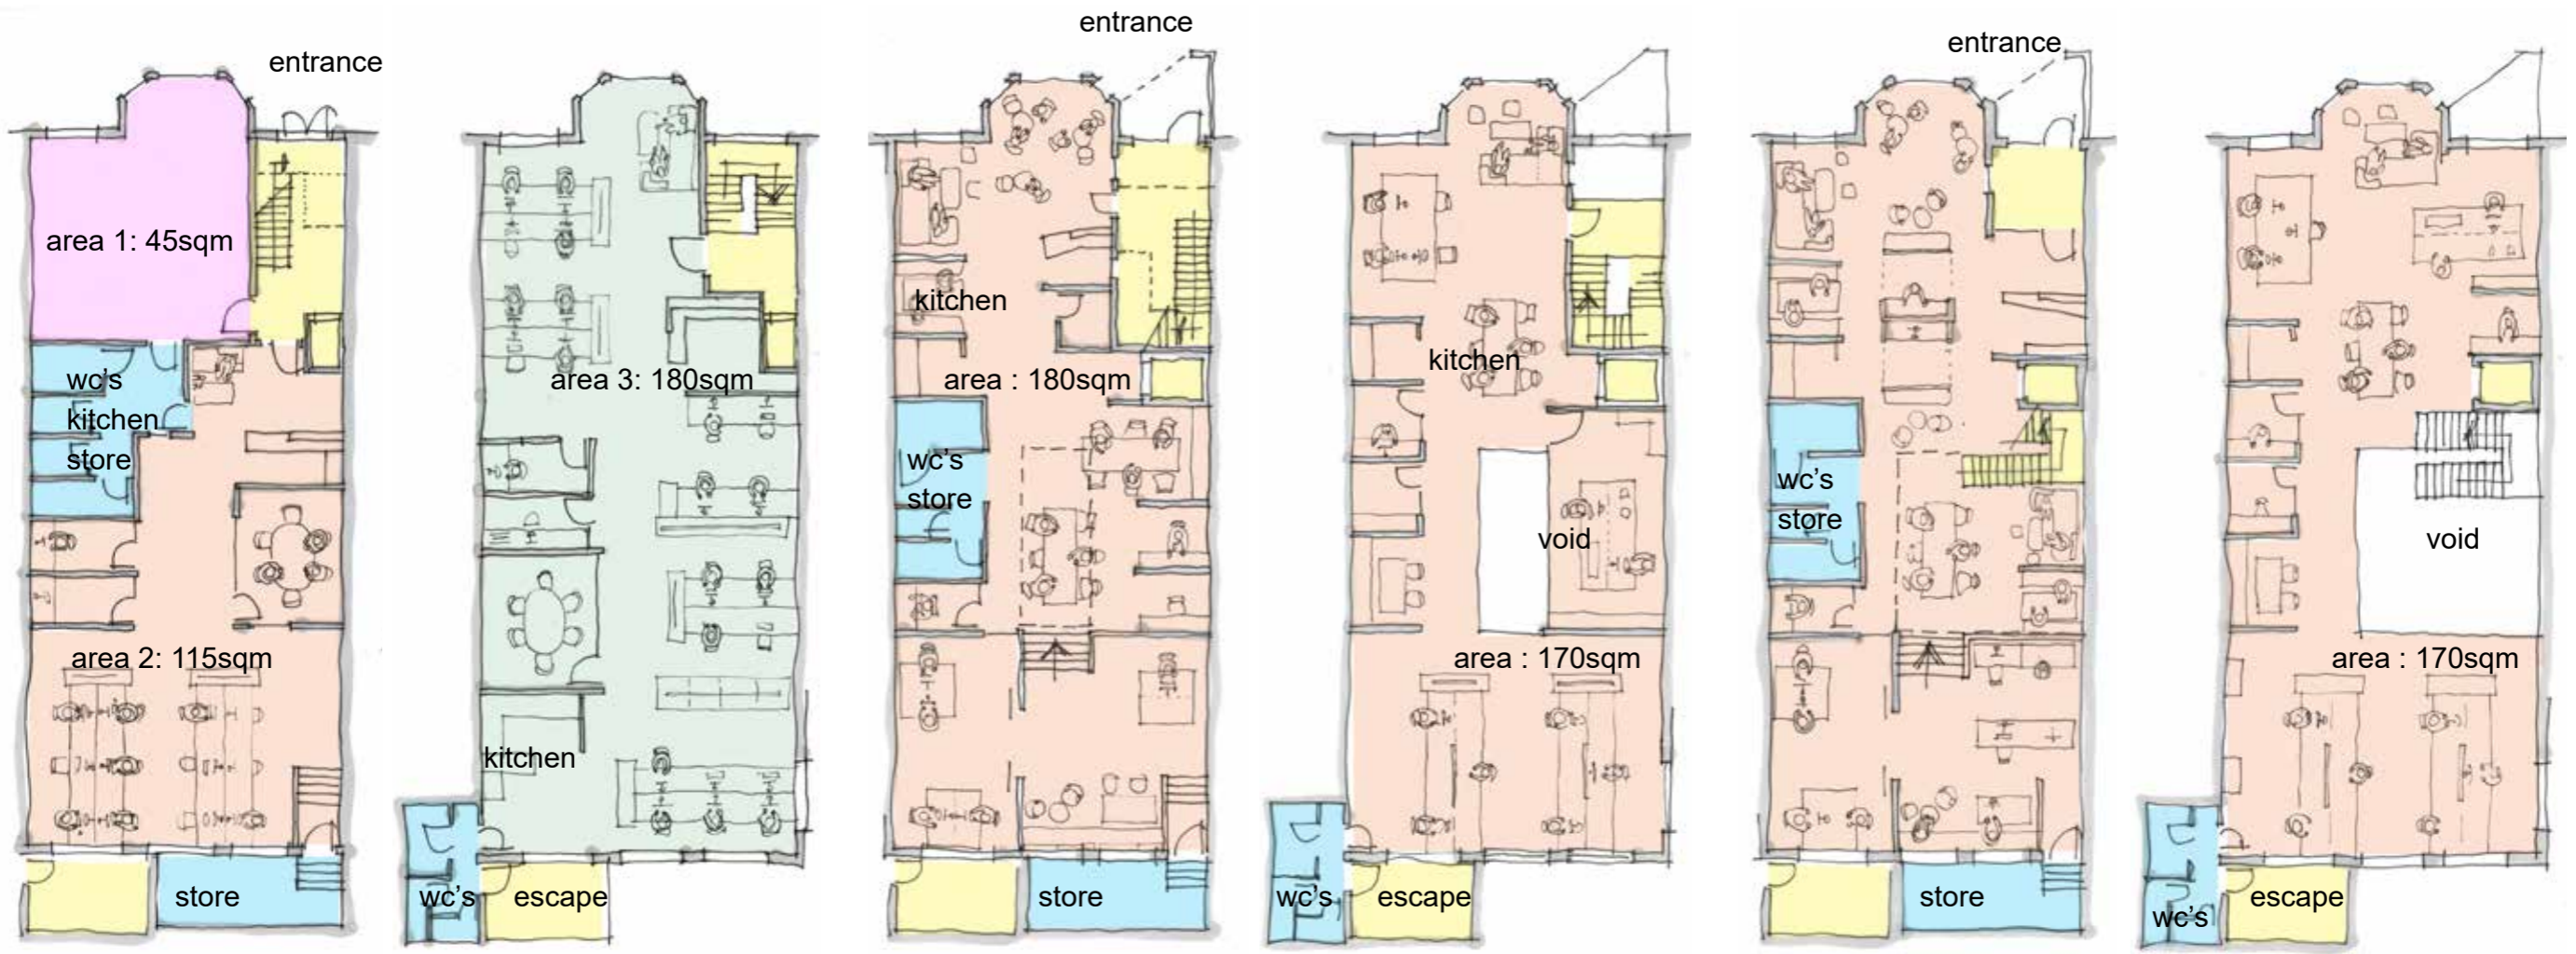 entrance
area 1: 45sqm
wc's
kitchen
store
area 2: 115sqm
store
area 3: 180sqm
kitchen
wc's
escape
entrance
kitchen
area : 180sqm
wc's
store
store
kitchen
void
area : 170sqm
wc's
escape
entrance
wc's
store
store
void
area : 170sqm
wc's
escape